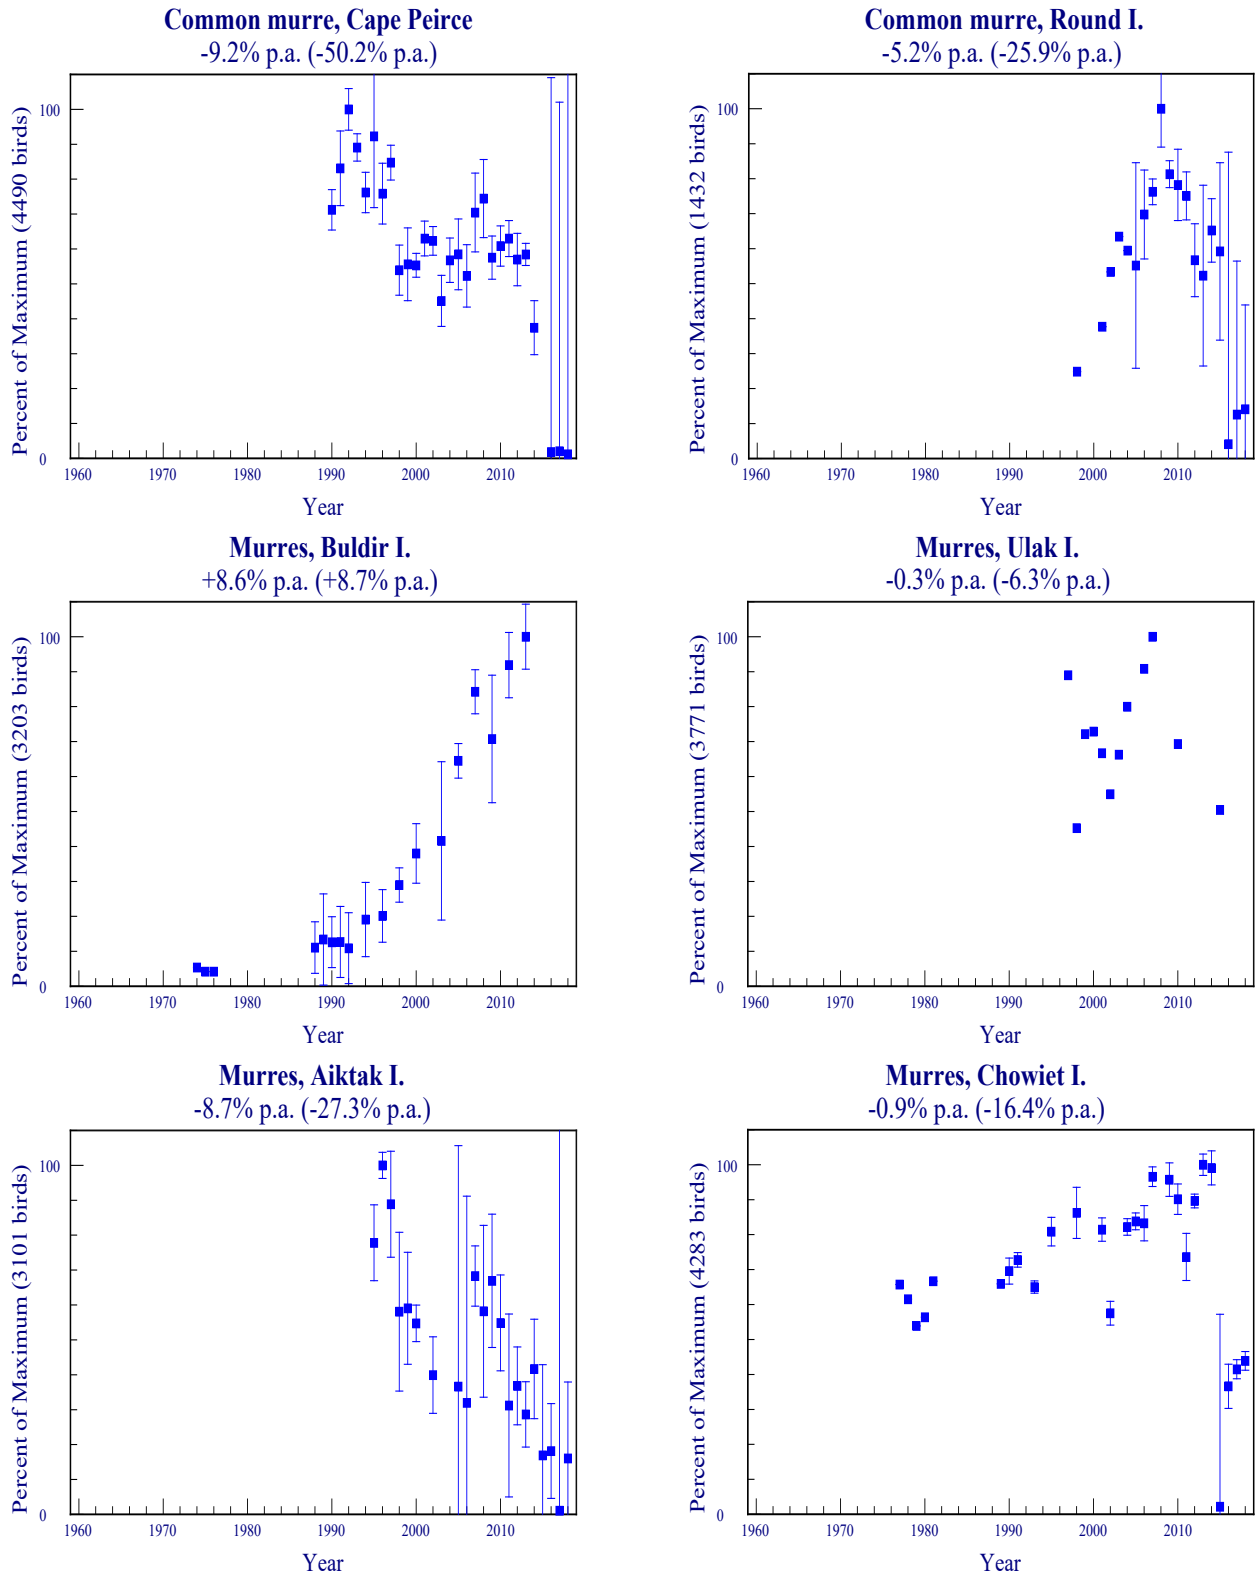 Common murre, Cape Peirce
-9.2% p.a. (-50.2% p.a.)
Percent of Maximum (4490 birds)
100
0
1960 1970 1980 1990 2000 2010
Year
Common murre, Round I.
-5.2% p.a. (-25.9% p.a.)
Percent of Maximum (1432 birds)
100
0
1960 1970 1980 1990 2000 2010
Year
Murres, Buldir I.
+8.6% p.a. (+8.7% p.a.)
Percent of Maximum (3203 birds)
100
0
1960 1970 1980 1990 2000 2010
Year
Murres, Ulak I.
-0.3% p.a. (-6.3% p.a.)
Percent of Maximum (3771 birds)
100
0
1960 1970 1980 1990 2000 2010
Year
Murres, Aiktak I.
-8.7% p.a. (-27.3% p.a.)
Percent of Maximum (3101 birds)
100
0
1960 1970 1980 1990 2000 2010
Year
Murres, Chowiet I.
-0.9% p.a. (-16.4% p.a.)
Percent of Maximum (4283 birds)
100
0
1960 1970 1980 1990 2000 2010
Year